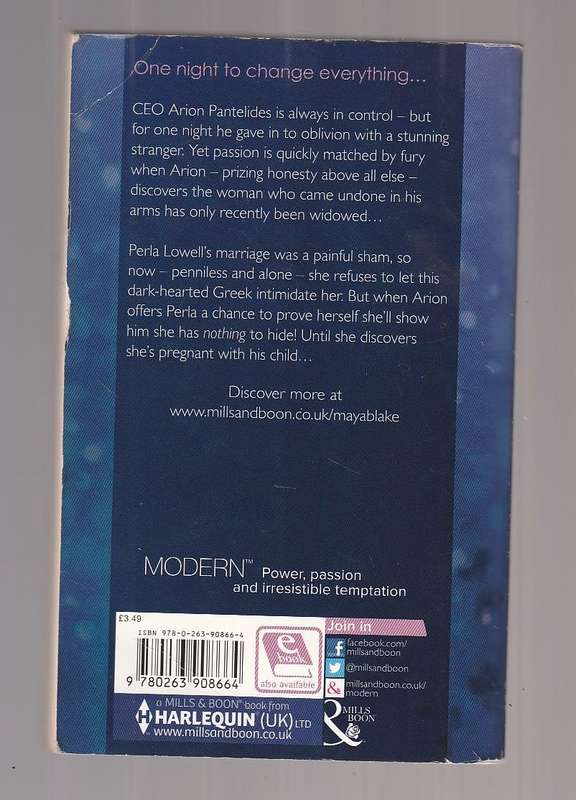 One night to change everything...
CEO Arion Pantelides is always in control – but
for one night he gave in to oblivion with a stunning
stranger. Yet passion is quickly matched by fury
when Arion – prizing honesty above all else –
discovers the woman who came undone in his
arms has only recently been widowed...
Perla Lowell's marriage was a painful sham, so
now – penniless and alone – she refuses to let this
dark-hearted Greek intimidate her. But when Arion
offers Perla a chance to prove herself she'll show
him she has nothing to hide! Until she discovers
she's pregnant with his child...
Discover more at
www.millsandboon.co.uk/mayablake
MODERN™ Power, passion
and irresistible temptation
£3.49
ISBN 978-0-263-90866-4
9 780263 908664
e
book
also available
Join in
facebook.com/
millsandboon
@millsandboon
&
millsandboon.co.uk/
modern
a MILLS & BOON® book from
HARLEQUIN (UK) LTD
www.millsandboon.co.uk
&
MILLS
BOON